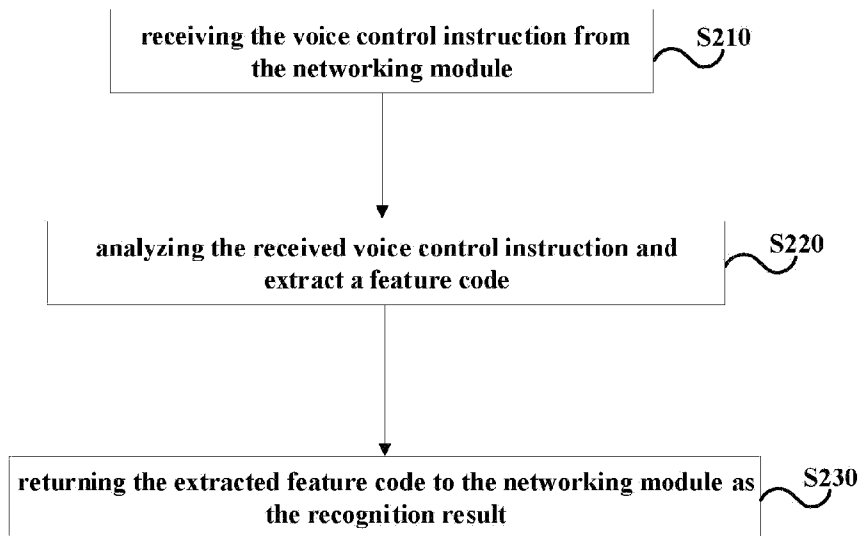 receiving the voice control instruction from
the networking module
S210
analyzing the received voice control instruction and
extract a feature code
S220
returning the extracted feature code to the networking module as
the recognition result
S230